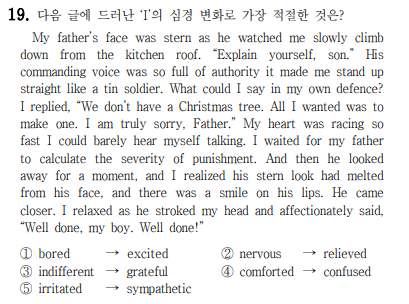 19. 다음 글에 드러난 'I'의 심경 변화로 가장 적절한 것은?
My father's face was stern as he watched me slowly climb
down from the kitchen roof. “Explain yourself, son.” His
commanding voice was so full of authority it made me stand up
straight like a tin soldier. What could I say in my own defence?
I replied, “We don't have a Christmas tree. All I wanted was to
make one. I am truly sorry, Father.” My heart was racing so
fast I could barely hear myself talking. I waited for my father
to calculate the severity of punishment. And then he looked
away for a moment, and I realized his stern look had melted
from his face, and there was a smile on his lips. He came
closer. I relaxed as he stroked my head and affectionately said,
“Well done, my boy. Well done!”
① bored → excited ② nervous → relieved
③ indifferent → grateful ④ comforted → confused
⑤ irritated → sympathetic